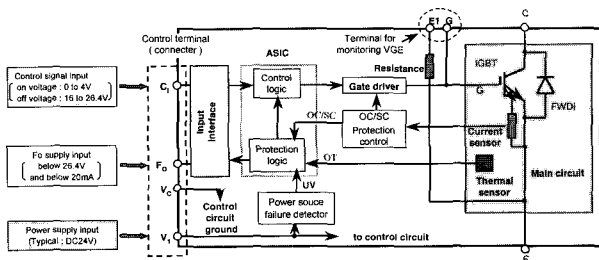 Control terminal
( connecter )
Terminal for
monitoring VGE
E1 G
C
Control signal input
on voltage : 0 to 4V
off voltage : 16 to 26.4V
Fo supply input
below 26.4V
and below 20mA
Power supply input
(Typical ; DC24V)
CI
FO
VC
V1
Input
Interface
ASIC
Control
logic
Protection
logic
Gate driver
OC/SC
OC/SC
Protection
control
OT
UV
Power souce
failure detector
Control
circuit
ground
to control circuit
Resistance
IGBT
G
FWDi
Current
sensor
Thermal
sensor
Main circuit